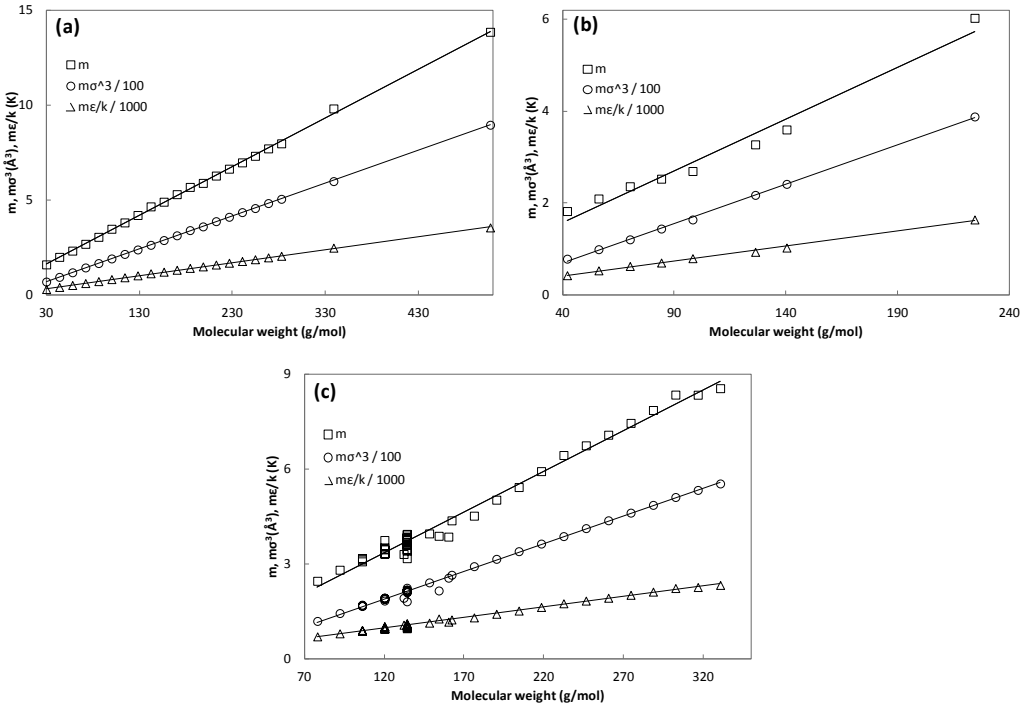 (a)
m
mσ^3 / 100
mε/k / 1000
m, mσ³(Å³), mε/k (K)
15
10
5
0
30
130
230
330
430
Molecular weight (g/mol)
(b)
m
mσ^3 / 100
mε/k / 1000
m, mσ³(Å³), mε/k (K)
6
4
2
0
40
90
140
190
240
Molecular weight (g/mol)
(c)
m
mσ^3 / 100
mε/k / 1000
m, mσ³(Å³), mε/k (K)
9
6
3
0
70
120
170
220
270
320
Molecular weight (g/mol)